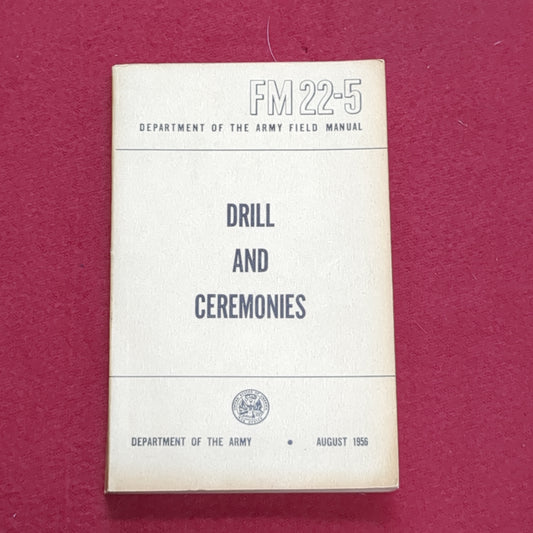 FM 22-5
DEPARTMENT OF THE ARMY FIELD MANUAL
DRILL
AND
CEREMONIES
DEPARTMENT OF THE ARMY • AUGUST 1956